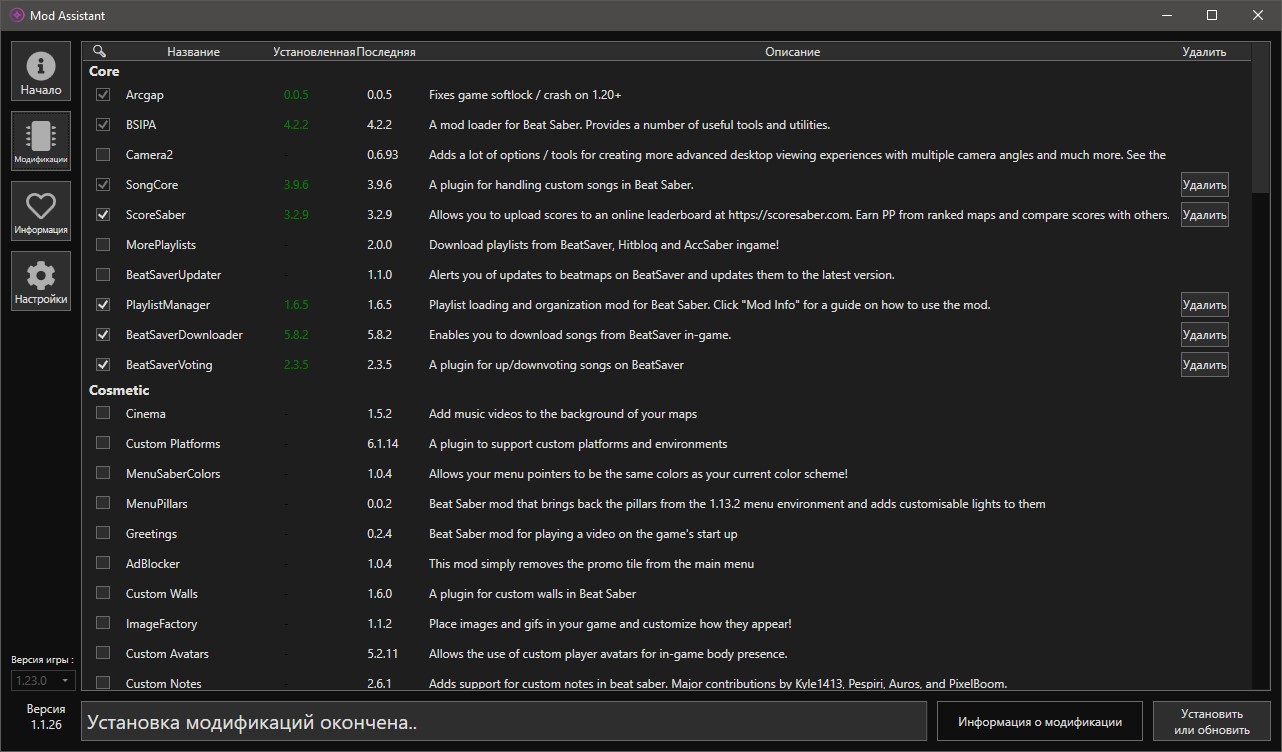 Mod Assistant
Начало
Модификации
Информация
Настройки
Версия игры :
1.23.0
Версия
1.1.26
Название Установленная Последняя Описание Удалить
Core
Arcgap 0.0.5 0.0.5 Fixes game softlock / crash on 1.20+
BSIPA 4.2.2 4.2.2 A mod loader for Beat Saber. Provides a number of useful tools and utilities.
Camera2 - 0.6.93 Adds a lot of options / tools for creating more advanced desktop viewing experiences with multiple camera angles and much more. See the
SongCore 3.9.6 3.9.6 A plugin for handling custom songs in Beat Saber. Удалить
ScoreSaber 3.2.9 3.2.9 Allows you to upload scores to an online leaderboard at https://scoresaber.com. Earn PP from ranked maps and compare scores with others. Удалить
MorePlaylists - 2.0.0 Download playlists from BeatSaver, Hitbloq and AccSaber ingame!
BeatSaverUpdater - 1.1.0 Alerts you of updates to beatmaps on BeatSaver and updates them to the latest version.
PlaylistManager 1.6.5 1.6.5 Playlist loading and organization mod for Beat Saber. Click "Mod Info" for a guide on how to use the mod. Удалить
BeatSaverDownloader 5.8.2 5.8.2 Enables you to download songs from BeatSaver in-game. Удалить
BeatSaverVoting 2.3.5 2.3.5 A plugin for up/downvoting songs on BeatSaver Удалить
Cosmetic
Cinema - 1.5.2 Add music videos to the background of your maps
Custom Platforms - 6.1.14 A plugin to support custom platforms and environments
MenuSaberColors - 1.0.4 Allows your menu pointers to be the same colors as your current color scheme!
MenuPillars - 0.0.2 Beat Saber mod that brings back the pillars from the 1.13.2 menu environment and adds customisable lights to them
Greetings - 0.2.4 Beat Saber mod for playing a video on the game's start up
AdBlocker - 1.0.4 This mod simply removes the promo tile from the main menu
Custom Walls - 1.6.0 A plugin for custom walls in Beat Saber
ImageFactory - 1.1.2 Place images and gifs in your game and customize how they appear!
Custom Avatars - 5.2.11 Allows the use of custom player avatars for in-game body presence.
Custom Notes - 2.6.1 Adds support for custom notes in beat saber. Major contributions by Kyle1413, Pespiri, Auros, and PixelBoom.
Установка модификаций окончена..
Информация о модификации
Установить
или обновить